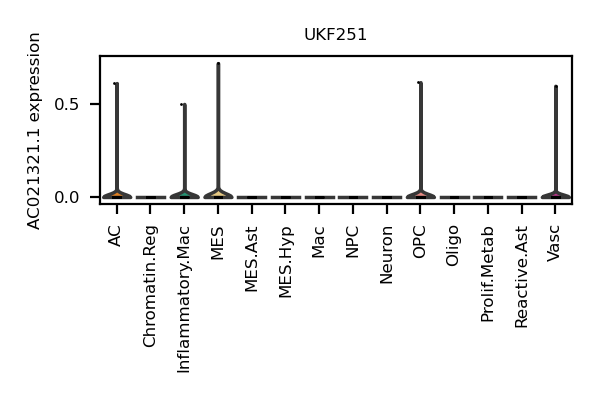 UKF251
AC021321.1 expression
0.5
0.0
AC
Chromatin.Reg
Inflammatory.Mac
MES
MES.Ast
MES.Hyp
Mac
NPC
Neuron
OPC
Oligo
Prolif.Metab
Reactive.Ast
Vasc